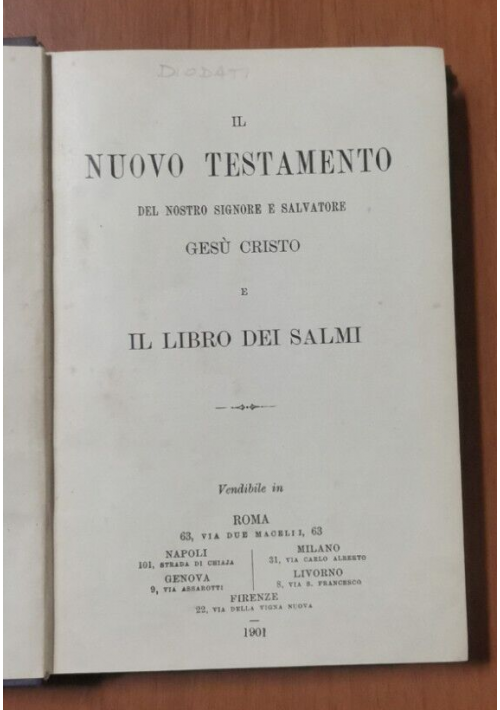 DIODATI
IL
NUOVO TESTAMENTO
DEL NOSTRO SIGNORE E SALVATORE
GESÙ CRISTO
E
IL LIBRO DEI SALMI
Vendibile in
ROMA
63, VIA DUE MACELII, 63
NAPOLI
101, STRADA DI CHIAJA
GENOVA
9, VIA ASSAROTTI
MILANO
31, VIA CARLO ALBERTO
LIVORNO
8, VIA S. FRANCESCO
FIRENZE
22, VIA DELLA VIGNA NUOVA
1901